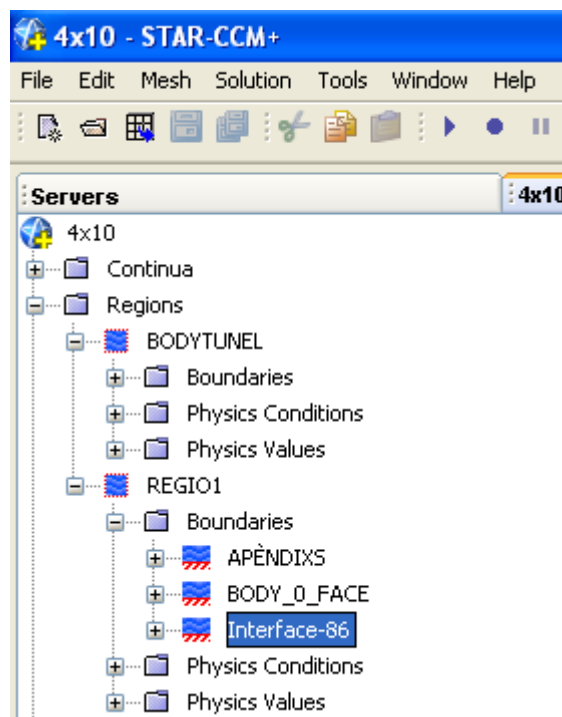 4x10 - STAR-CCM+
File Edit Mesh Solution Tools Window Help
Servers
4x10
4x10
Continua
Regions
BODYTUNEL
Boundaries
Physics Conditions
Physics Values
REGIO1
Boundaries
APÈNDIXS
BODY_0_FACE
Interface-86
Physics Conditions
Physics Values